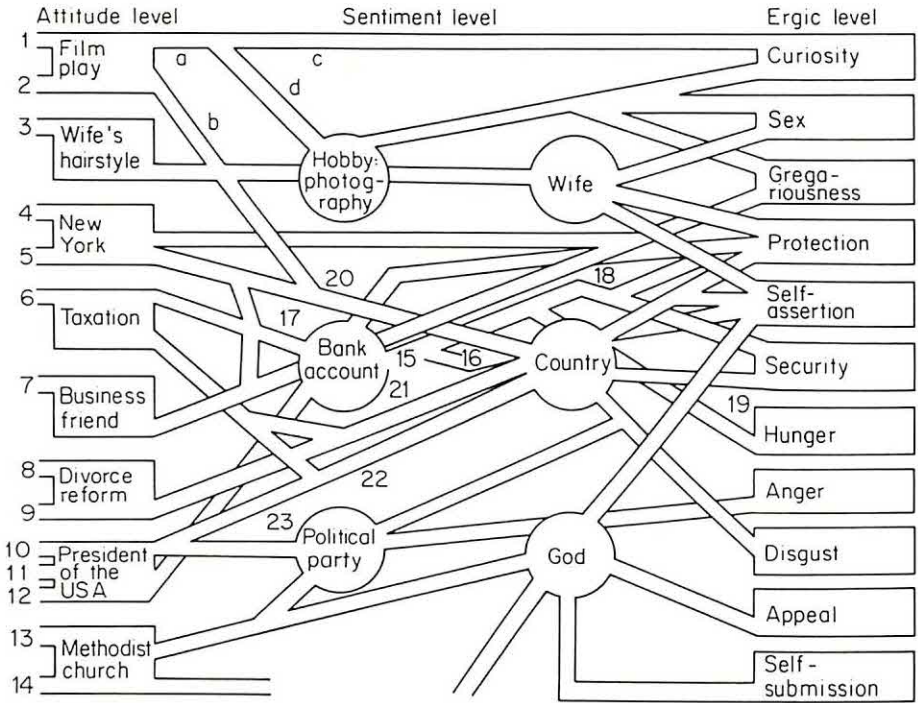 Attitude level
Sentiment level
Ergic level
1
Film
play
2
a
b
c
d
3
Wife's
hairstyle
4
New
York
5
6
Taxation
7
Business
friend
8
Divorce
reform
9
10
11
12
President
of the
USA
13
Methodist
church
14
Hobby:
photog-
raphy
Wife
20
17
Bank
account
15
16
18
Country
21
19
22
23
Political
party
God
Curiosity
Sex
Grega-
riousness
Protection
Self-
assertion
Security
Hunger
Anger
Disgust
Appeal
Self-
submission